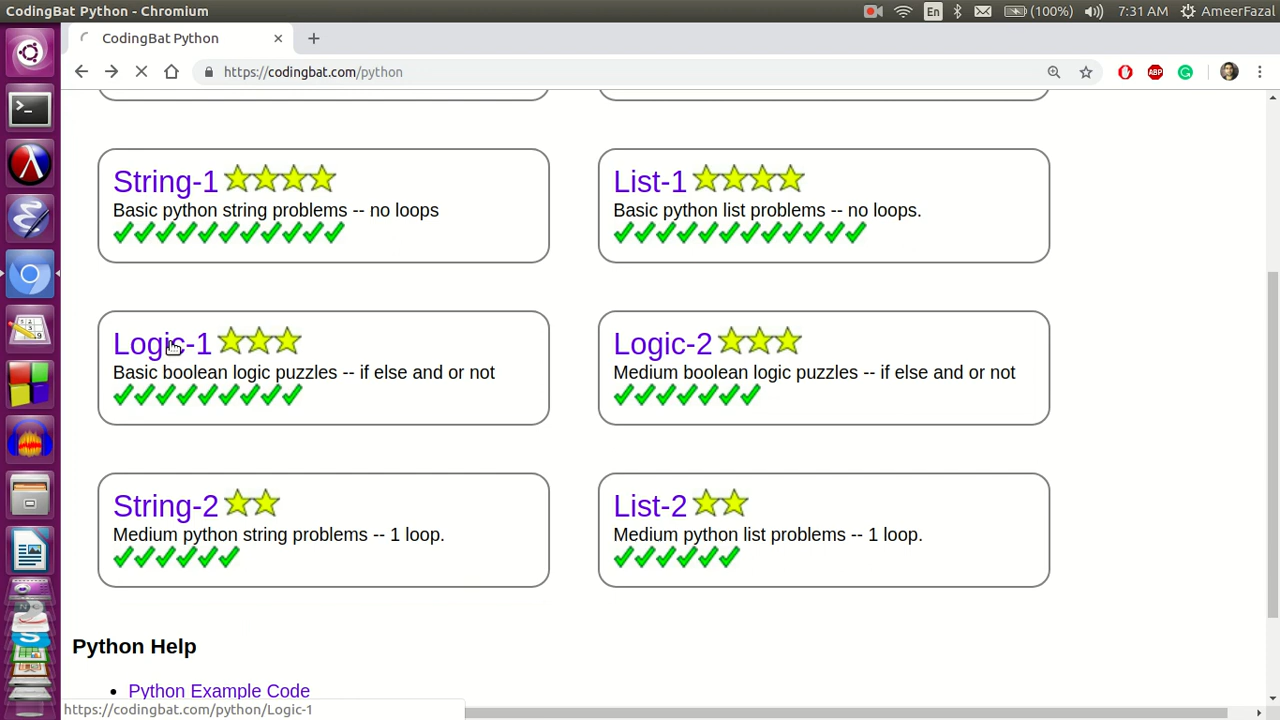 CodingBat Python - Chromium
En
(100%)
7:31 AM
AmeerFazal
CodingBat Python
https://codingbat.com/python
ABP
String-1
Basic python string problems -- no loops
List-1
Basic python list problems -- no loops.
Logic-1
Basic boolean logic puzzles -- if else and or not
Logic-2
Medium boolean logic puzzles -- if else and or not
String-2
Medium python string problems -- 1 loop.
List-2
Medium python list problems -- 1 loop.
Python Help
Python Example Code
https://codingbat.com/python/Logic-1